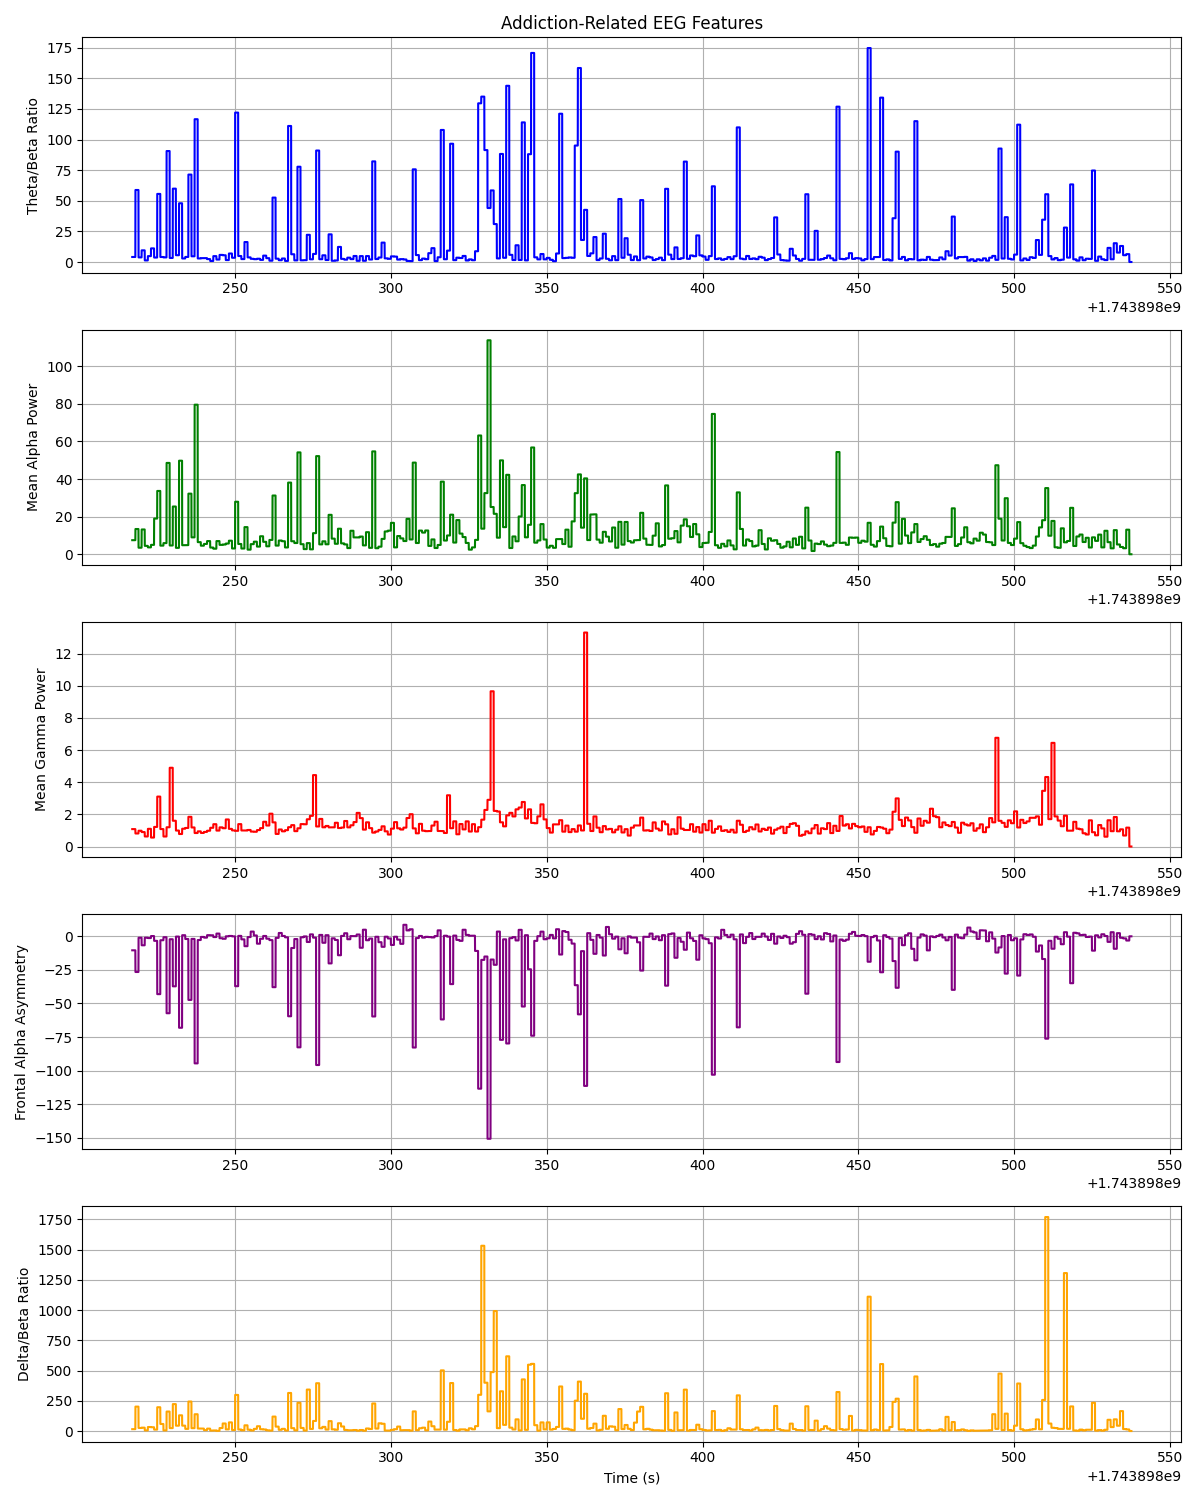 Addiction-Related EEG Features
175
150
125
100
75
50
25
0
Theta/Beta Ratio
250 300 350 400 450 500 550
+1.743898e9
100
80
60
40
20
0
Mean Alpha Power
250 300 350 400 450 500 550
+1.743898e9
12
10
8
6
4
2
0
Mean Gamma Power
250 300 350 400 450 500 550
+1.743898e9
0
−25
−50
−75
−100
−125
−150
Frontal Alpha Asymmetry
250 300 350 400 450 500 550
+1.743898e9
1750
1500
1250
1000
750
500
250
0
Delta/Beta Ratio
250 300 350 400 450 500 550
Time (s)
+1.743898e9